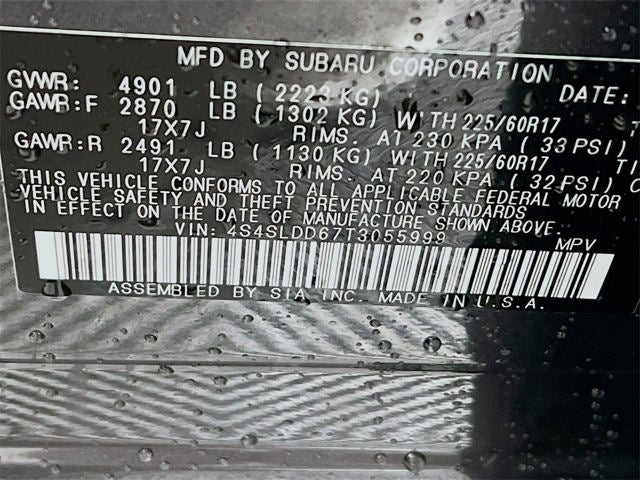 MFD BY SUBARU CORPORATION
GVWR: 4901 LB ( 2223 KG) DATE:
GAWR:F 2870 LB ( 1302 KG) WITH 225/60R17
17X7J RIMS. AT 230 KPA ( 33 PSI)
GAWR:R 2491 LB ( 1130 KG) WITH 225/60R17
17X7J RIMS. AT 220 KPA ( 32 PSI)
THIS VEHICLE CONFORMS TO ALL APPLICABLE FEDERAL MOTOR
VEHICLE SAFETY AND THEFT PREVENTION STANDARDS
IN EFFECT ON THE DATE OF MANUFACTURE SHOWN ABOVE.
VIN: 4S4SLDD67T3055999 MPV
ASSEMBLED BY SIA INC. MADE IN U.S.A.